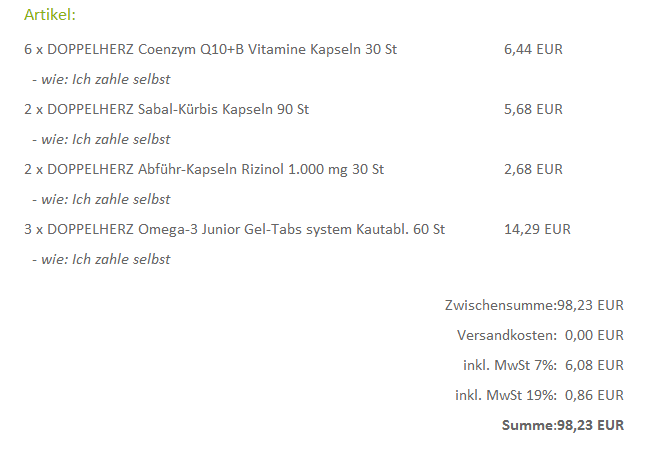 Artikel:
6 x DOPPELHERZ Coenzym Q10+B Vitamine Kapseln 30 St 6,44 EUR
- wie: Ich zahle selbst
2 x DOPPELHERZ Sabal-Kürbis Kapseln 90 St 5,68 EUR
- wie: Ich zahle selbst
2 x DOPPELHERZ Abführ-Kapseln Rizinol 1.000 mg 30 St 2,68 EUR
- wie: Ich zahle selbst
3 x DOPPELHERZ Omega-3 Junior Gel-Tabs system Kautabl. 60 St 14,29 EUR
- wie: Ich zahle selbst
Zwischensumme:98,23 EUR
Versandkosten: 0,00 EUR
inkl. MwSt 7%: 6,08 EUR
inkl. MwSt 19%: 0,86 EUR
Summe:98,23 EUR